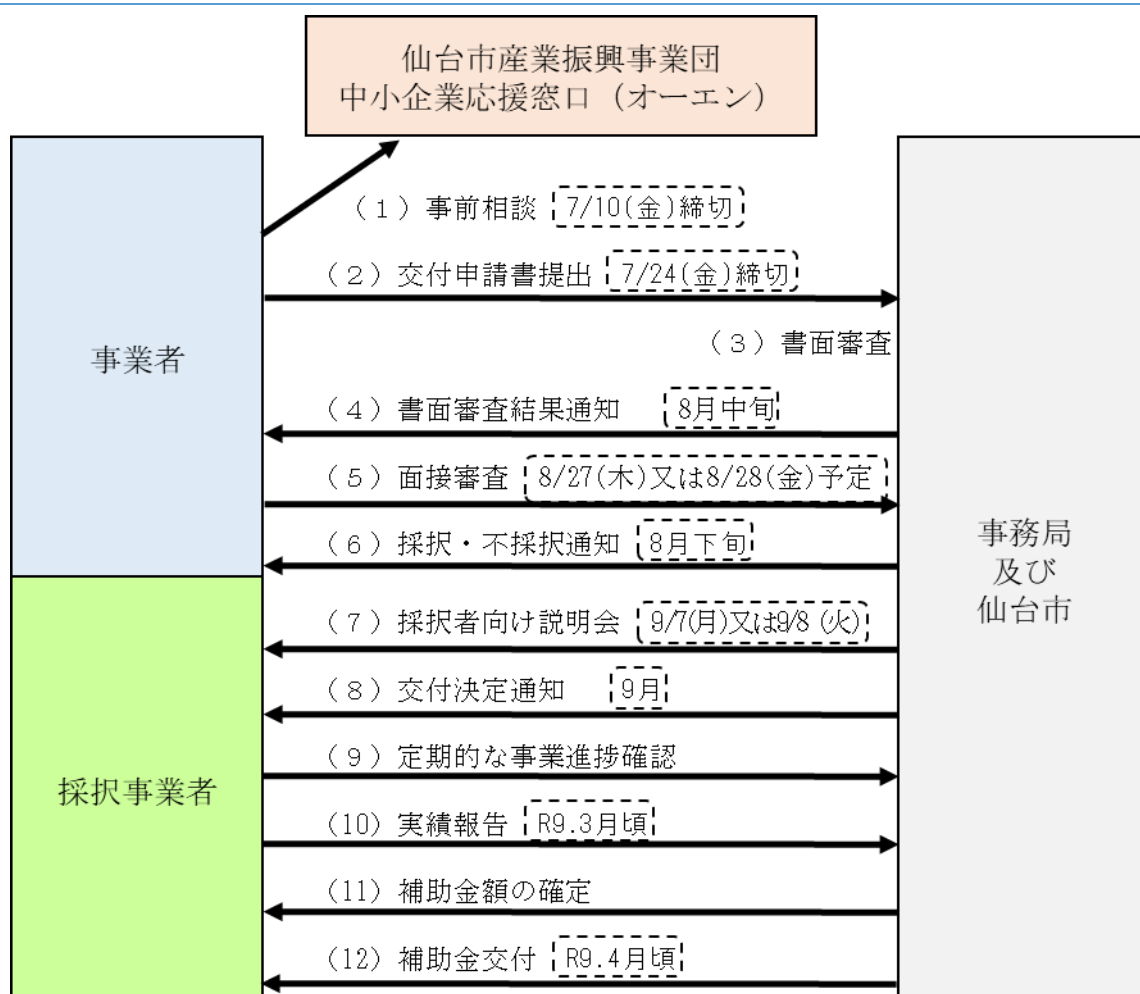 仙台市産業振興事業団
中小企業応援窓口（オーエン）
（１）事前相談 7/10(金)締切
（２）交付申請書提出 7/24(金)締切
（３）書面審査
事業者
（４）書面審査結果通知 8月中旬
（５）面接審査 8/27(木)又は8/28(金)予定
（６）採択・不採択通知 8月下旬
事務局
及び
仙台市
（７）採択者向け説明会 9/7(月)又は9/8 (火)
（８）交付決定通知 9月
（９）定期的な事業進捗確認
採択事業者
（10）実績報告 R9.3月頃
（11）補助金額の確定
（12）補助金交付 R9.4月頃